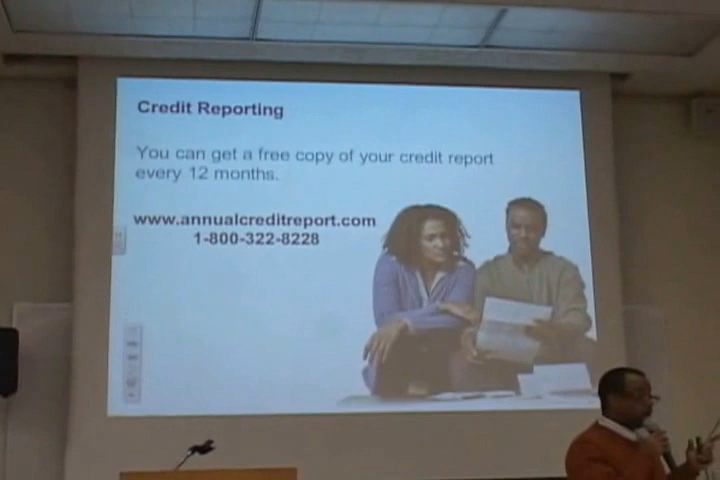 Credit Reporting
You can get a free copy of your credit report
every 12 months.
www.annualcreditreport.com
1-800-322-8228